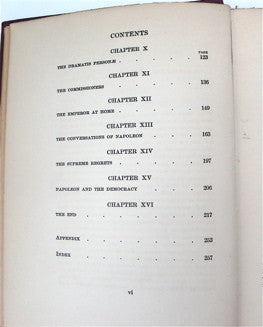 CONTENTS
CHAPTER X
PAGE
THE DRAMATIS PERSONÆ . . . . . 123
CHAPTER XI
THE COMMISSIONERS . . . . . 136
CHAPTER XII
THE EMPEROR AT HOME . . . . . 149
CHAPTER XIII
THE CONVERSATIONS OF NAPOLEON . . . . 163
CHAPTER XIV
THE SUPREME REGRETS . . . . . 197
CHAPTER XV
NAPOLEON AND THE DEMOCRACY . . . . 206
CHAPTER XVI
THE END . . . . . . . 217
APPENDIX . . . . . . . 253
INDEX . . . . . . . 257
vi